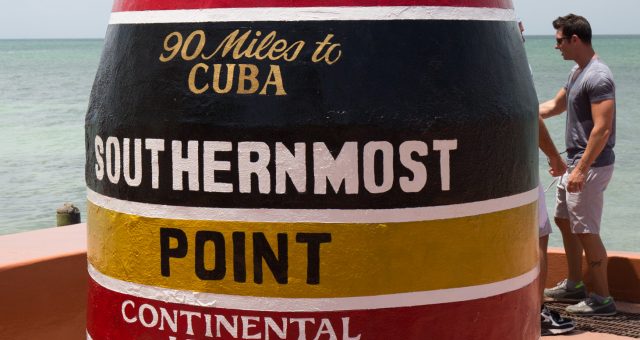 90 Miles to
CUBA
SOUTHERNMOST
POINT
CONTINENTAL